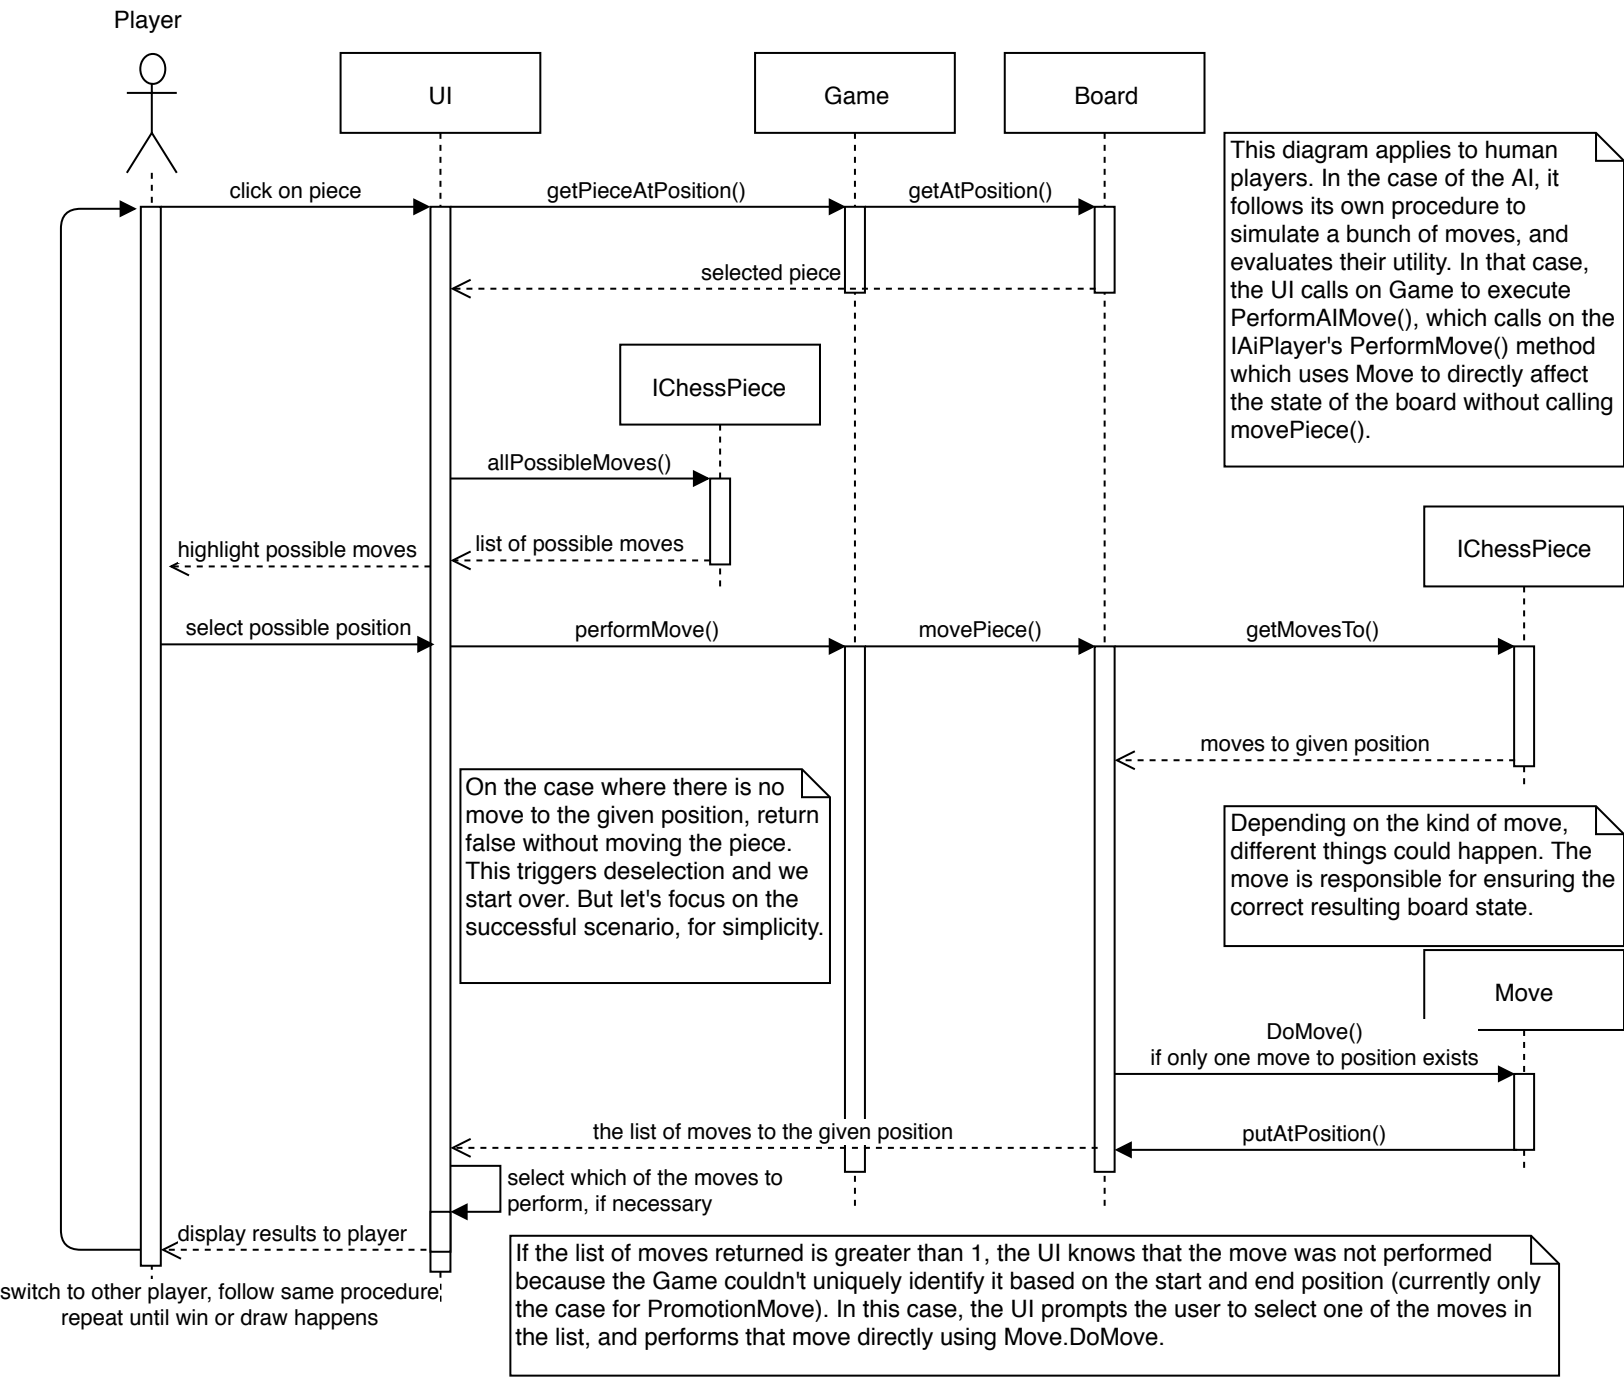 Player
UI
Game
Board
This diagram applies to human
players. In the case of the AI, it
follows its own procedure to
simulate a bunch of moves, and
evaluates their utility. In that case,
the UI calls on Game to execute
PerformAIMove(), which calls on the
IAiPlayer's PerformMove() method
which uses Move to directly affect
the state of the board without calling
movePiece().
click on piece
getPieceAtPosition()
getAtPosition()
selected piece
IChessPiece
allPossibleMoves()
list of possible moves
highlight possible moves
IChessPiece
select possible position
performMove()
movePiece()
getMovesTo()
moves to given position
On the case where there is no
move to the given position, return
false without moving the piece.
This triggers deselection and we
start over. But let's focus on the
successful scenario, for simplicity.
Depending on the kind of move,
different things could happen. The
move is responsible for ensuring the
correct resulting board state.
Move
DoMove()
if only one move to position exists
the list of moves to the given position
putAtPosition()
select which of the moves to
perform, if necessary
display results to player
switch to other player, follow same procedure
repeat until win or draw happens
If the list of moves returned is greater than 1, the UI knows that the move was not performed
because the Game couldn't uniquely identify it based on the start and end position (currently only
the case for PromotionMove). In this case, the UI prompts the user to select one of the moves in
the list, and performs that move directly using Move.DoMove.